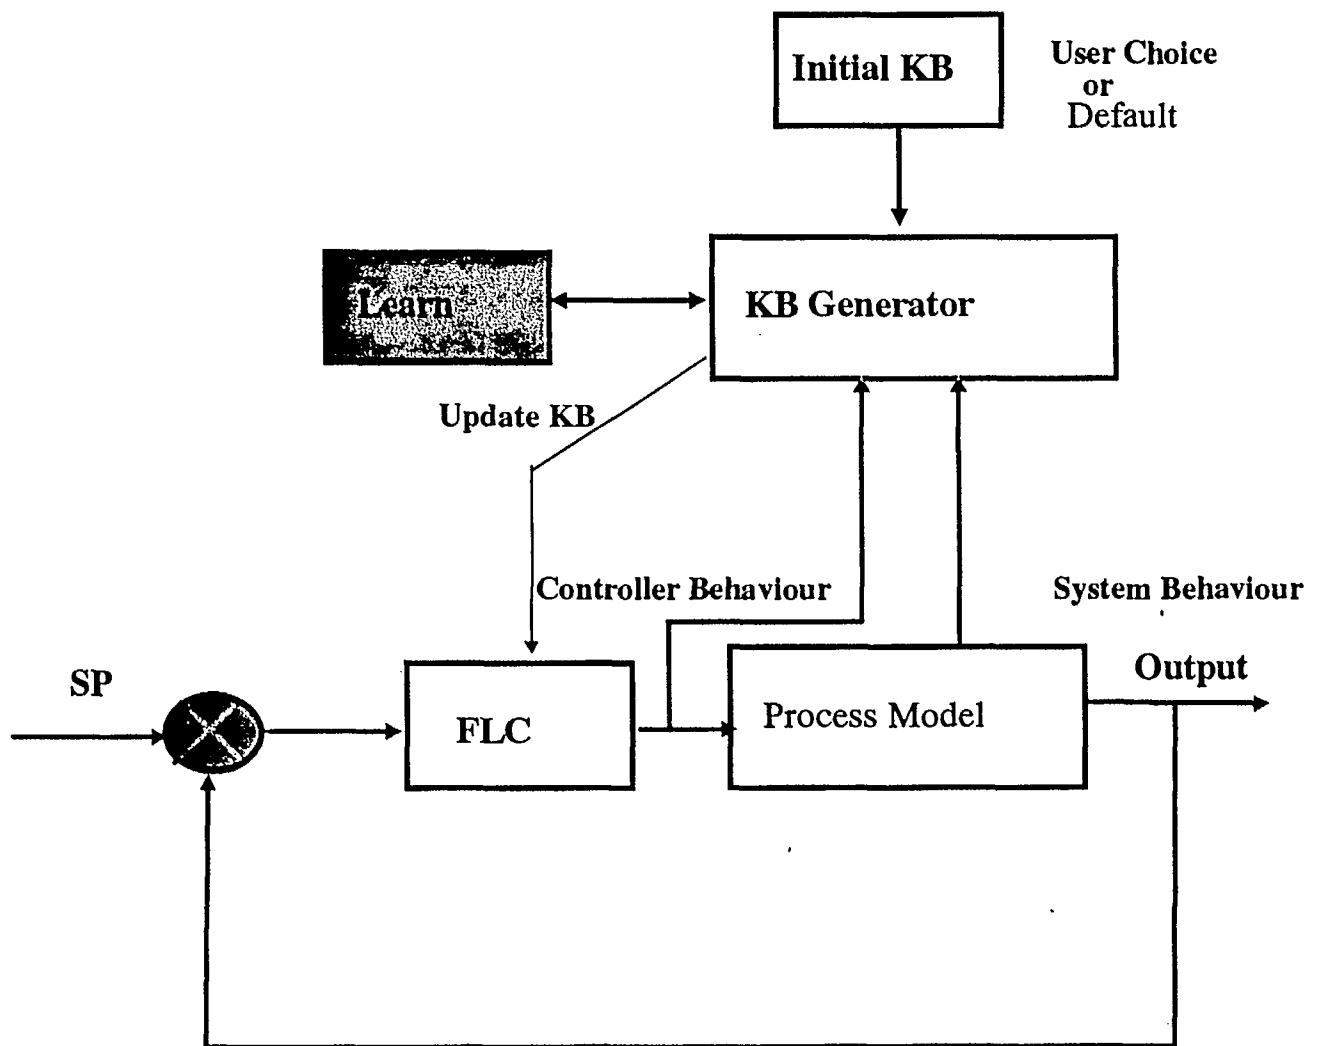 Initial KB
User Choice
or
Default
Learn
KB Generator
Update KB
Controller Behaviour
System Behaviour
SP
Output
FLC
Process Model